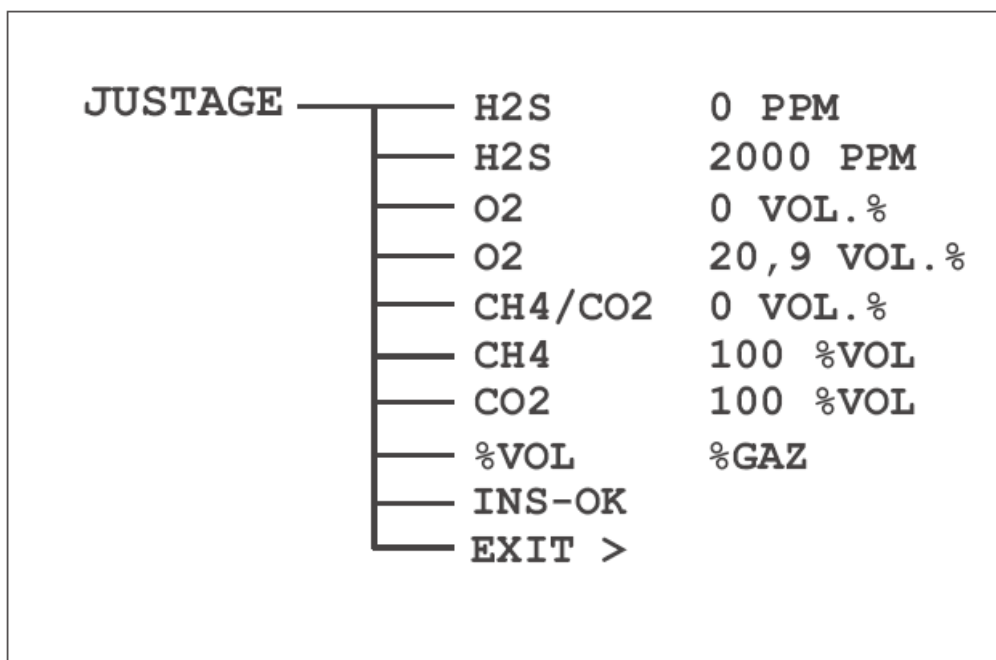 JUSTAGE H2S 0 PPM
H2S 2000 PPM
O2 0 VOL.%
O2 20,9 VOL.%
CH4/CO2 0 VOL.%
CH4 100 %VOL
CO2 100 %VOL
%VOL %GAZ
INS-OK
EXIT >